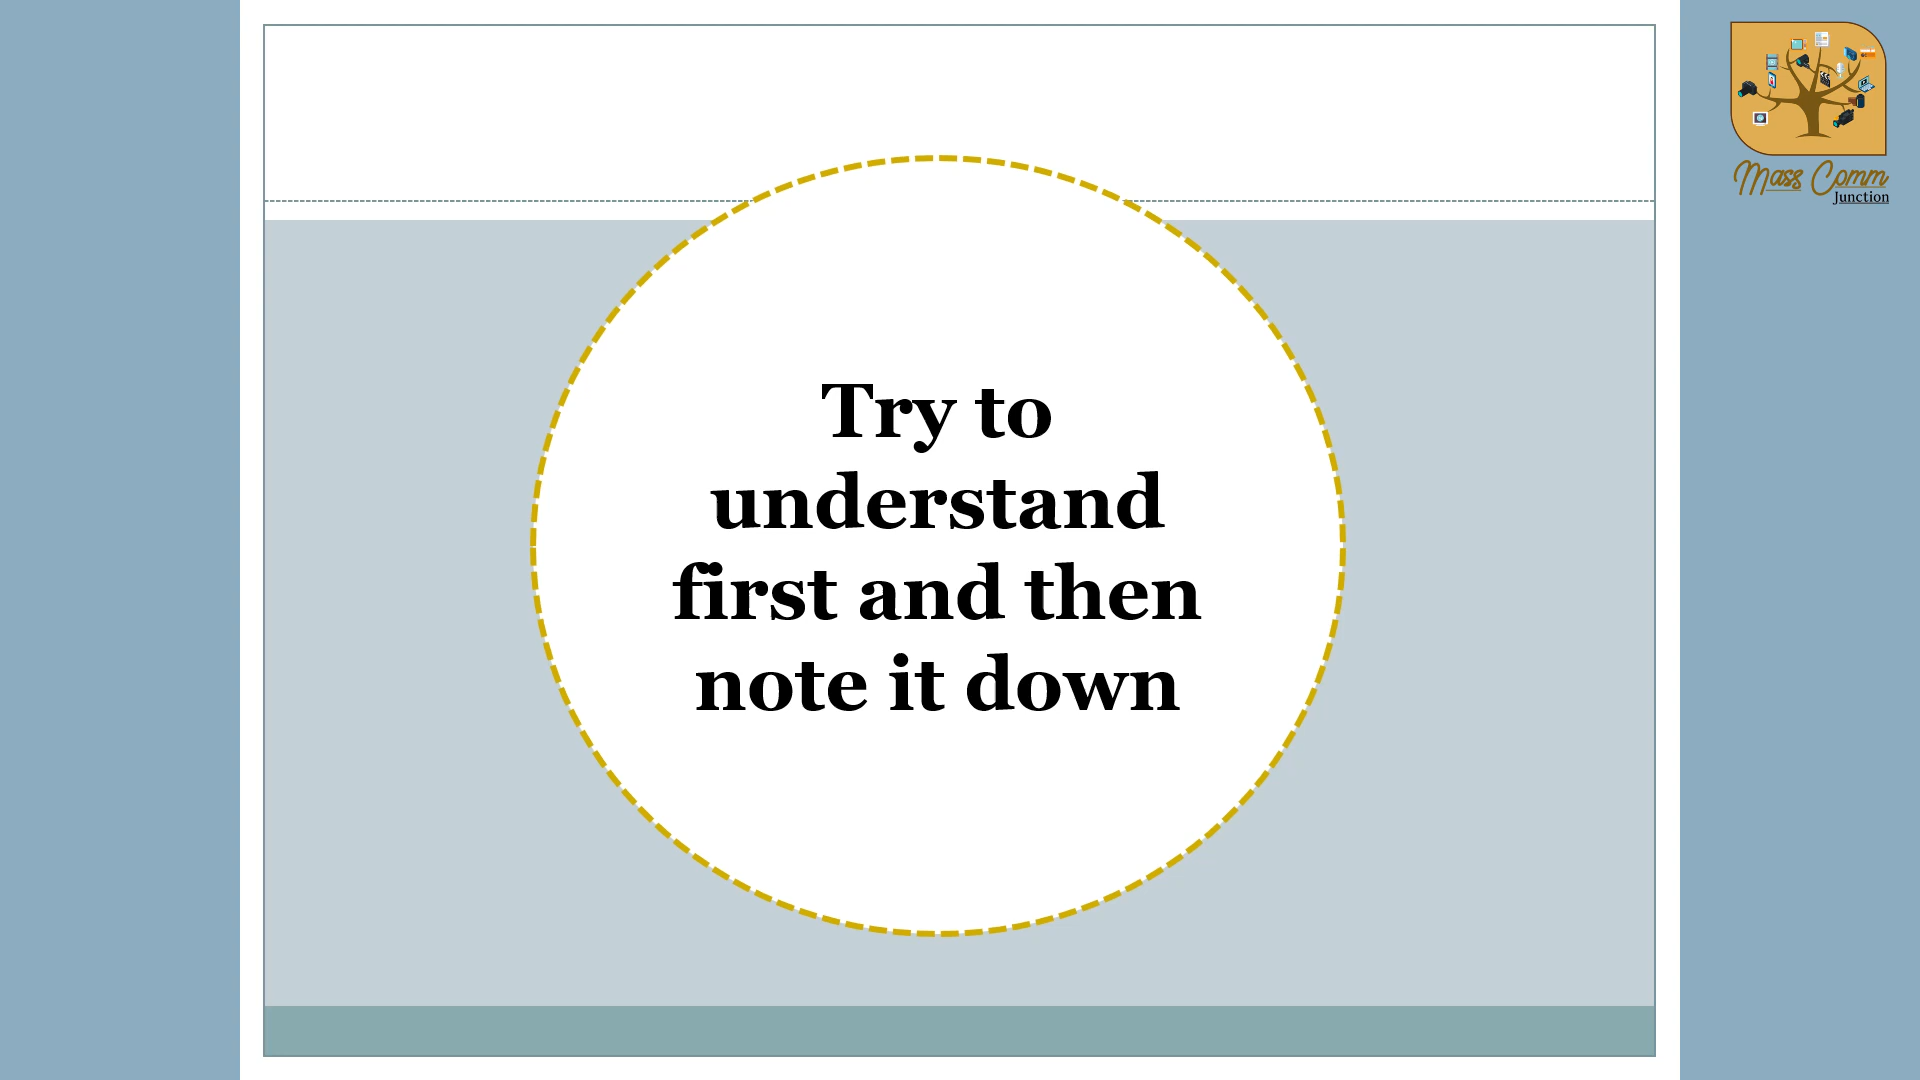 Mass Comm
Junction
Try to
understand
first and then
note it down